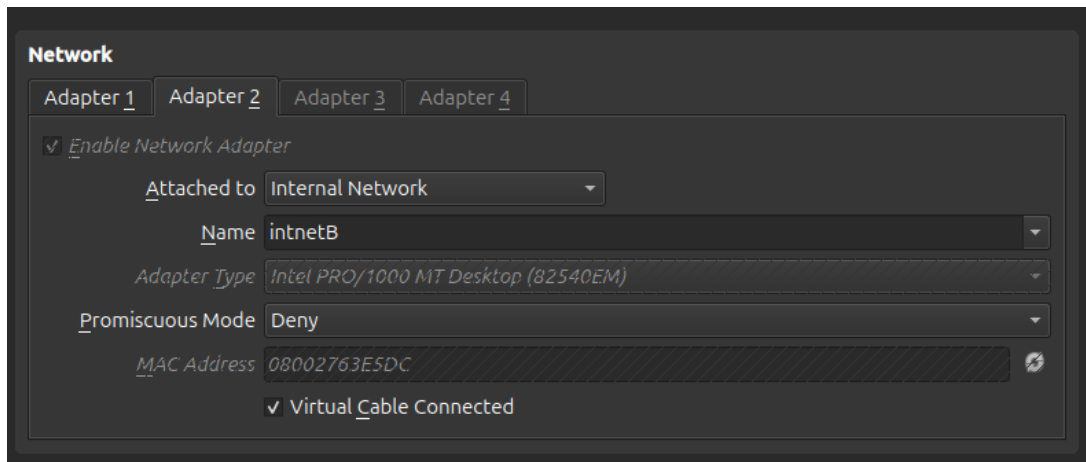 Network
Adapter 1 Adapter 2 Adapter 3 Adapter 4
Enable Network Adapter
Attached to Internal Network
Name intnetB
Adapter Type Intel PRO/1000 MT Desktop (82540EM)
Promiscuous Mode Deny
MAC Address 08002763E5DC
Virtual Cable Connected